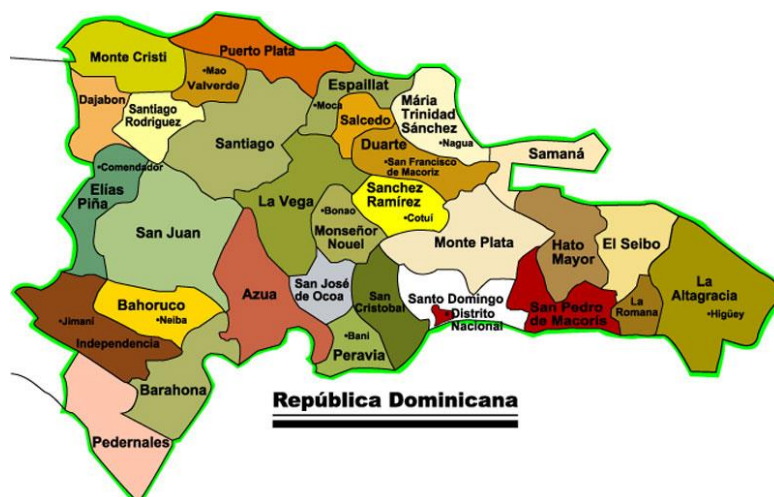 Puerto Plata
Monte Cristi
•Mao
Valverde
Espaillat
•Moca
Mária
Trinidad
Sánchez
•Nagua
Dajabon
Santiago
Rodriguez
Santiago
Salcedo
Duarte
•San Francisco
de Macoriz
Samaná
•Comendador
Elías
Piña
La Vega
Sanchez
Ramírez
•Cotuí
•Bonao
Monseñor
Nouel
San Juan
Monte Plata
Hato
Mayor
El Seibo
La
Altagracia
•Higüey
Azua
San José
de Ocoa
San
Cristobal
Santo Domingo
•Distrito
Nacional
San Pedro
de Macorís
La
Romana
Bahoruco
•Neiba
•Jimaní
Independencia
•Bani
Peravia
Barahona
Pedernales
República Dominicana